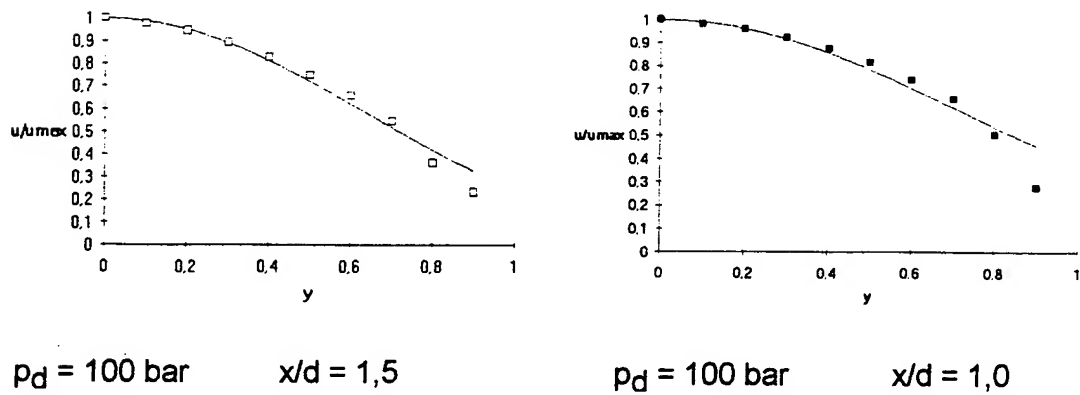 1
0,9
0,8
0,7
0,6
u/umax 0,5
0,4
0,3
0,2
0,1
0
0 0,2 0,4 0,6 0,8 1
y
1
0,9
0,8
0,7
0,6
u/umax 0,5
0,4
0,3
0,2
0,1
0
0 0,2 0,4 0,6 0,8 1
y
pd = 100 bar x/d = 1,5
pd = 100 bar x/d = 1,0